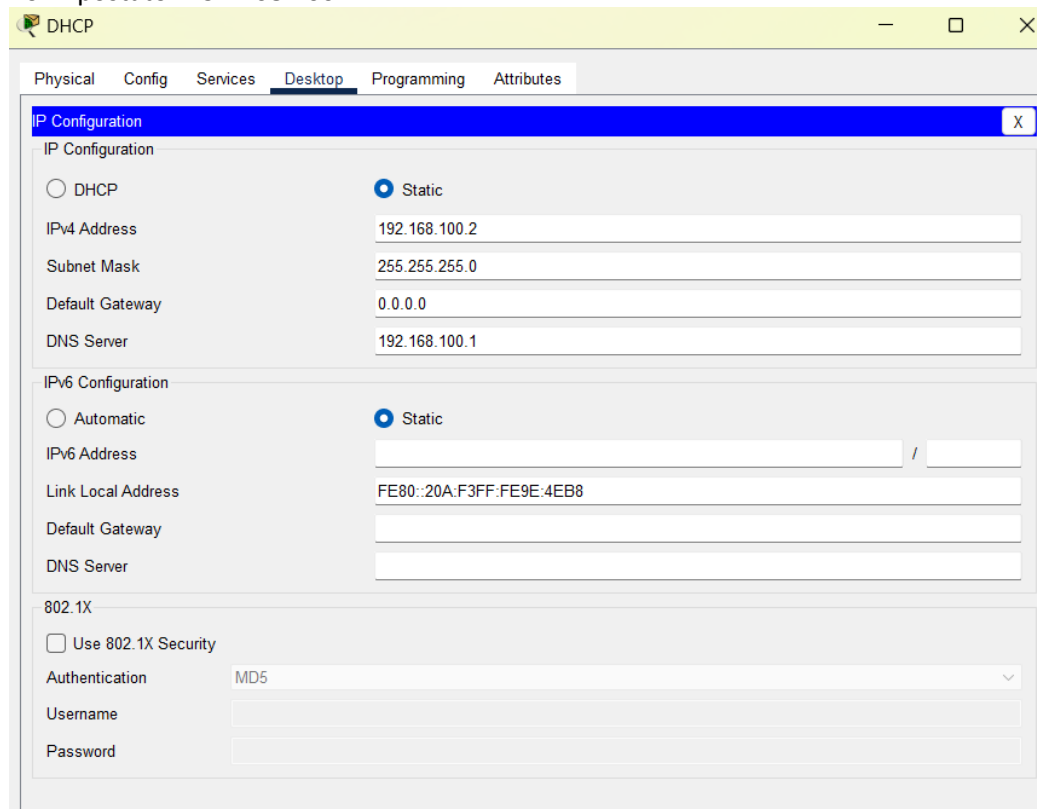 DHCP
Physical Config Services Desktop Programming Attributes
IP Configuration X
IP Configuration
DHCP Static
IPv4 Address 192.168.100.2
Subnet Mask 255.255.255.0
Default Gateway 0.0.0.0
DNS Server 192.168.100.1
IPv6 Configuration
Automatic Static
IPv6 Address /
Link Local Address FE80::20A:F3FF:FE9E:4EB8
Default Gateway
DNS Server
802.1X
Use 802.1X Security
Authentication MD5
Username
Password